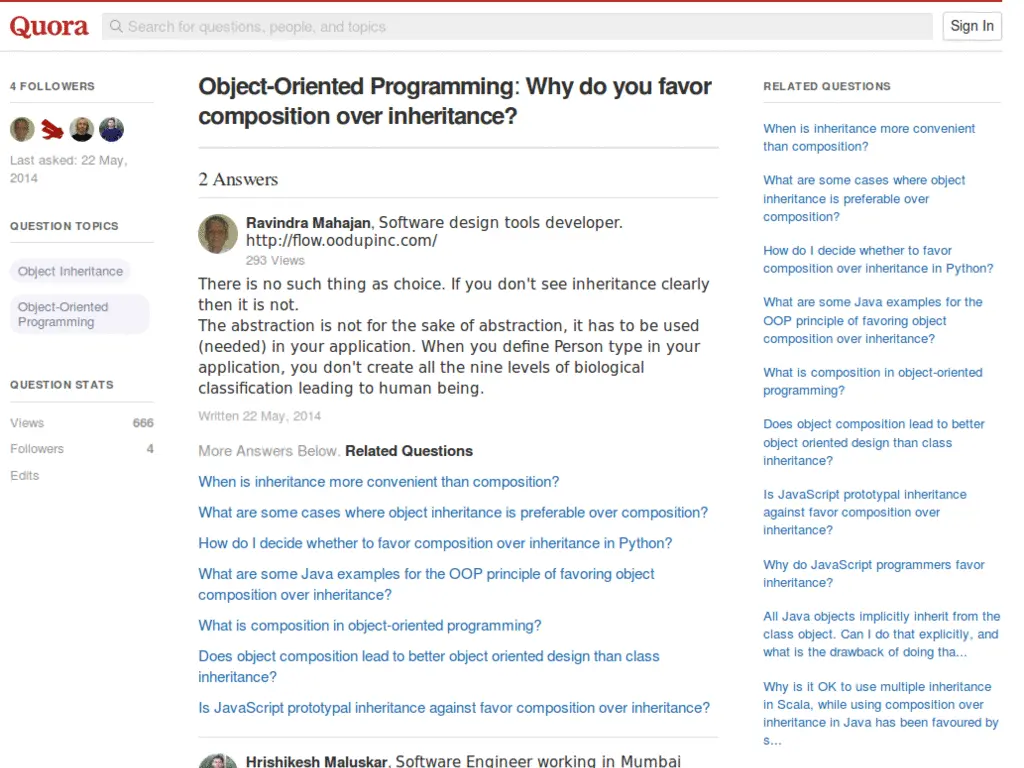 Quora
Search for questions, people, and topics
Sign In
4 FOLLOWERS
Last asked: 22 May,
2014
QUESTION TOPICS
Object Inheritance
Object-Oriented
Programming
QUESTION STATS
Views 666
Followers 4
Edits
Object-Oriented Programming: Why do you favor
composition over inheritance?
2 Answers
Ravindra Mahajan, Software design tools developer.
http://flow.oodupinc.com/
293 Views
There is no such thing as choice. If you don't see inheritance clearly
then it is not.
The abstraction is not for the sake of abstraction, it has to be used
(needed) in your application. When you define Person type in your
application, you don't create all the nine levels of biological
classification leading to human being.
Written 22 May, 2014
More Answers Below. Related Questions
When is inheritance more convenient than composition?
What are some cases where object inheritance is preferable over composition?
How do I decide whether to favor composition over inheritance in Python?
What are some Java examples for the OOP principle of favoring object
composition over inheritance?
What is composition in object-oriented programming?
Does object composition lead to better object oriented design than class
inheritance?
Is JavaScript prototypal inheritance against favor composition over inheritance?
Hrishikesh Maluskar, Software Engineer working in Mumbai
RELATED QUESTIONS
When is inheritance more convenient
than composition?
What are some cases where object
inheritance is preferable over
composition?
How do I decide whether to favor
composition over inheritance in Python?
What are some Java examples for the
OOP principle of favoring object
composition over inheritance?
What is composition in object-oriented
programming?
Does object composition lead to better
object oriented design than class
inheritance?
Is JavaScript prototypal inheritance
against favor composition over
inheritance?
Why do JavaScript programmers favor
inheritance?
All Java objects implicitly inherit from the
class object. Can I do that explicitly, and
what is the drawback of doing tha...
Why is it OK to use multiple inheritance
in Scala, while using composition over
inheritance in Java has been favoured by
s...